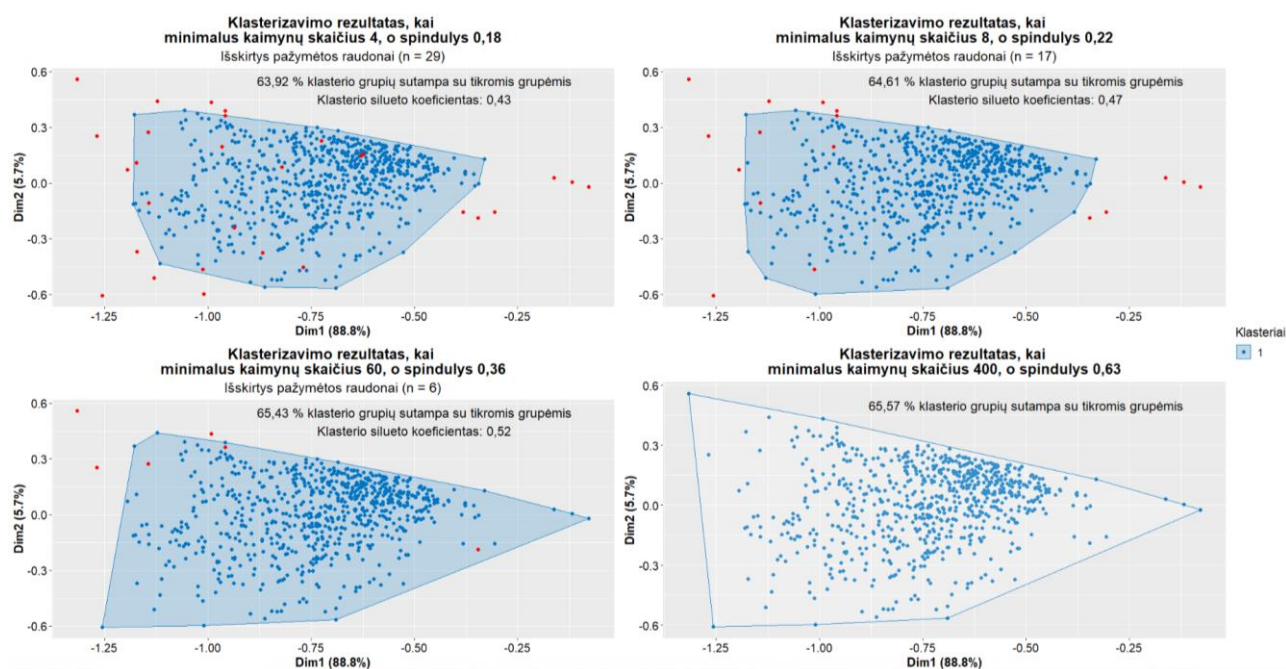 Klasterizavimo rezultatas, kai
minimalus kaimynų skaičius 4, o spindulys 0,18
Išskirtys pažymėtos raudonai (n = 29)
63,92 % klasterio grupių sutampa su tikromis grupėmis
Klasterio silueto koeficientas: 0,43
0.6
0.3
0.0
-0.3
-0.6
Dim2 (5.7%)
-1.25 -1.00 -0.75 -0.50 -0.25
Dim1 (88.8%)
Klasterizavimo rezultatas, kai
minimalus kaimynų skaičius 8, o spindulys 0,22
Išskirtys pažymėtos raudonai (n = 17)
64,61 % klasterio grupių sutampa su tikromis grupėmis
Klasterio silueto koeficientas: 0,47
0.6
0.3
0.0
-0.3
-0.6
Dim2 (5.7%)
-1.25 -1.00 -0.75 -0.50 -0.25
Dim1 (88.8%)
Klasteriai
1
Klasterizavimo rezultatas, kai
minimalus kaimynų skaičius 60, o spindulys 0,36
Išskirtys pažymėtos raudonai (n = 6)
65,43 % klasterio grupių sutampa su tikromis grupėmis
Klasterio silueto koeficientas: 0,52
0.6
0.3
0.0
-0.3
-0.6
Dim2 (5.7%)
-1.25 -1.00 -0.75 -0.50 -0.25
Dim1 (88.8%)
Klasterizavimo rezultatas, kai
minimalus kaimynų skaičius 400, o spindulys 0,63
65,57 % klasterio grupių sutampa su tikromis grupėmis
0.6
0.3
0.0
-0.3
-0.6
Dim2 (5.7%)
-1.25 -1.00 -0.75 -0.50 -0.25
Dim1 (88.8%)